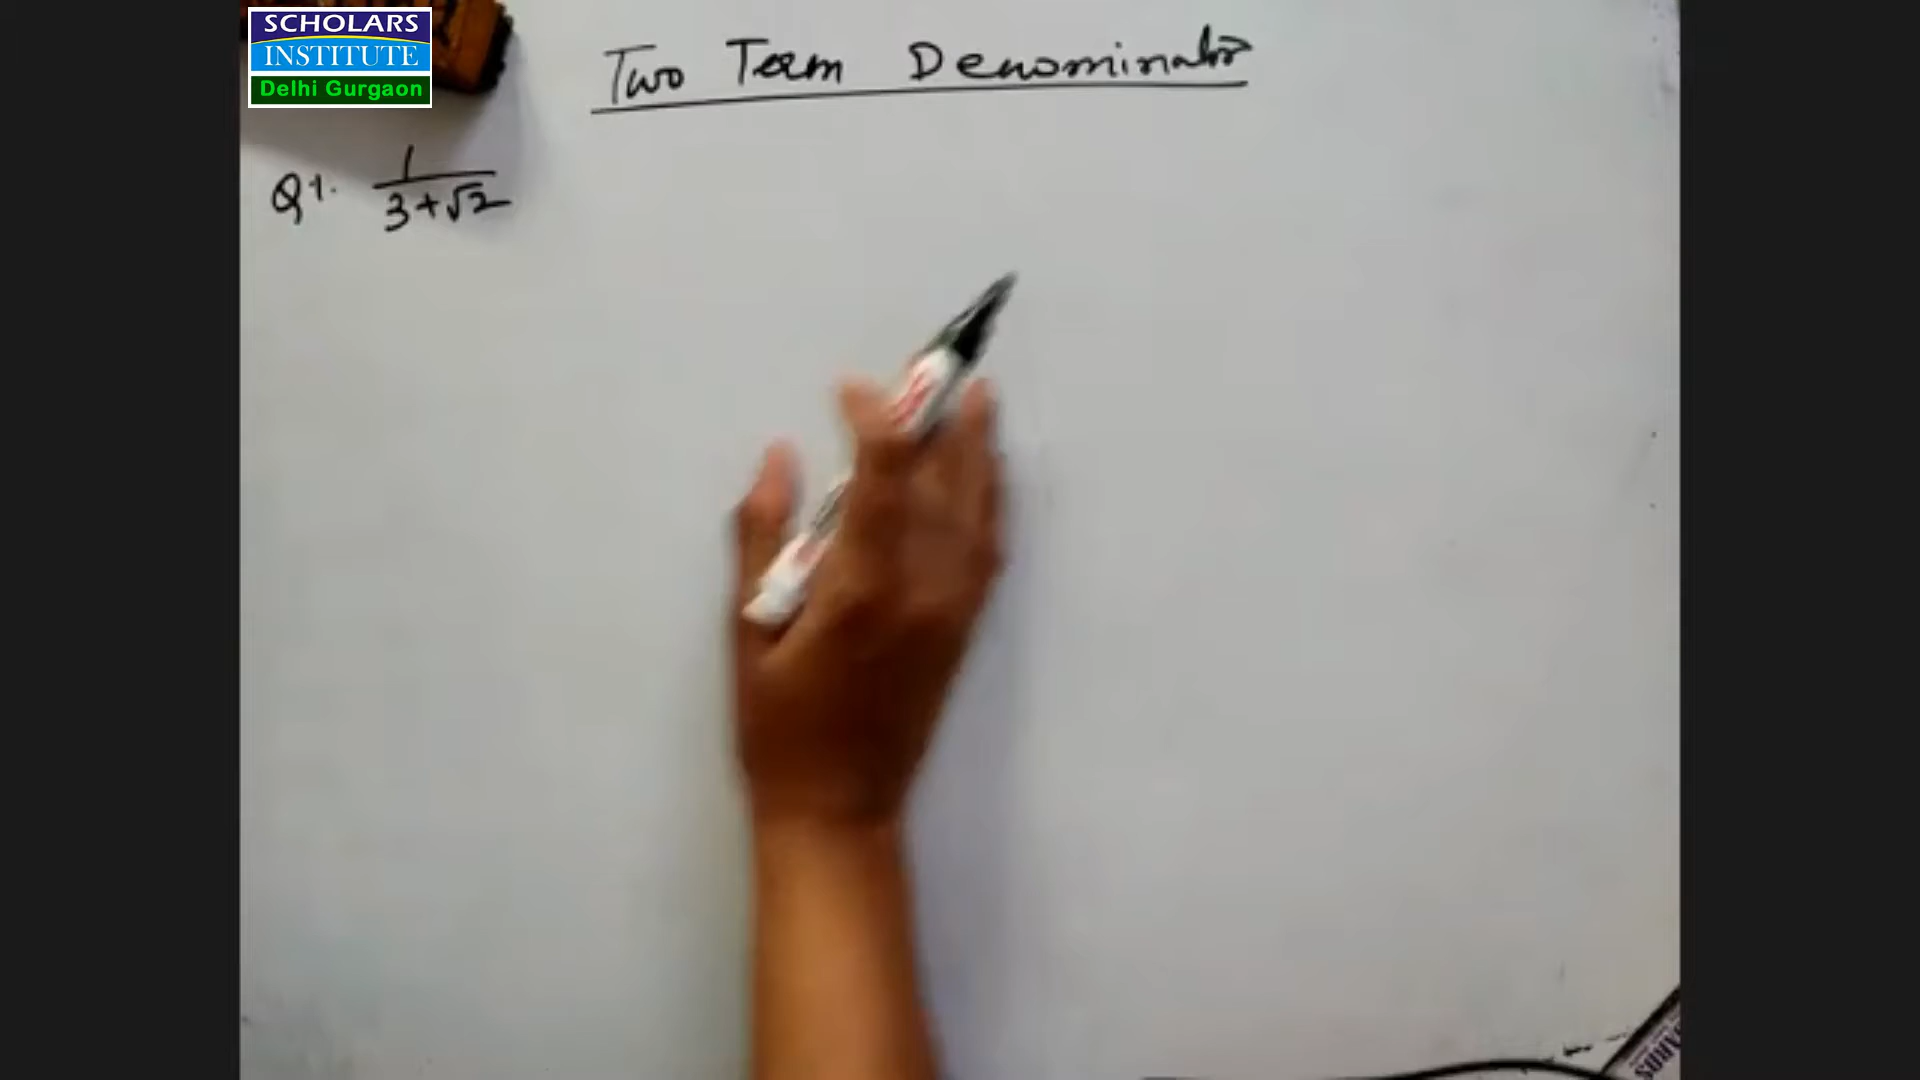 SCHOLARS
INSTITUTE
Delhi Gurgaon
Two Term Denominator
Q1. 1/(3+√2)